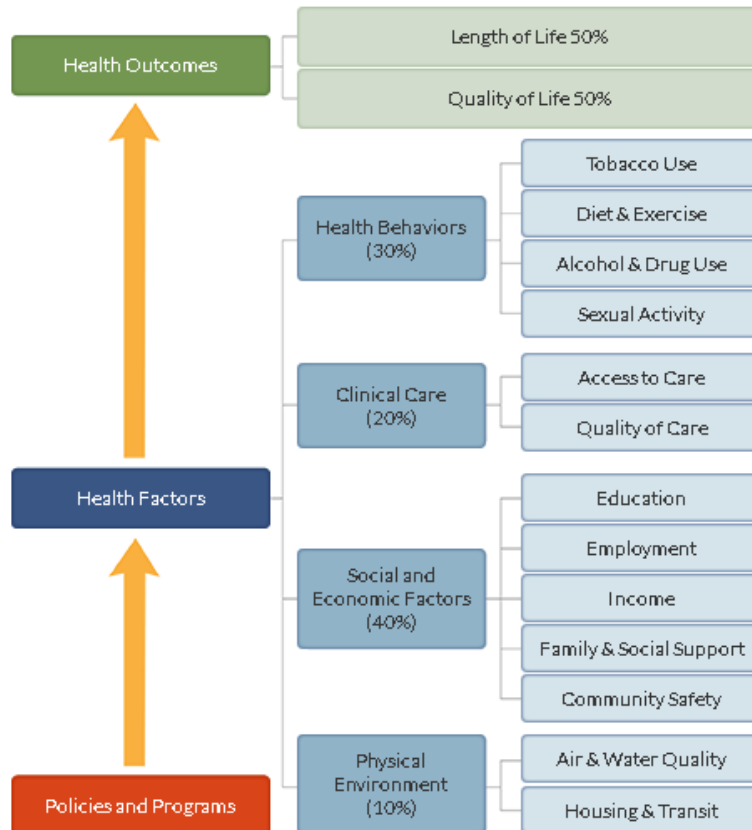 Health Outcomes
Length of Life 50%
Quality of Life 50%
Health Behaviors
(30%)
Tobacco Use
Diet & Exercise
Alcohol & Drug Use
Sexual Activity
Clinical Care
(20%)
Access to Care
Quality of Care
Health Factors
Social and
Economic Factors
(40%)
Education
Employment
Income
Family & Social Support
Community Safety
Physical
Environment
(10%)
Air & Water Quality
Housing & Transit
Policies and Programs